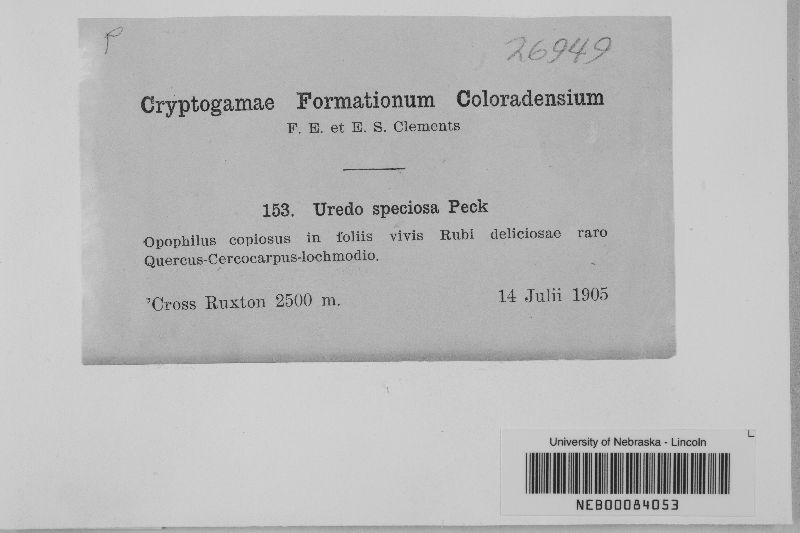 P
26949
Cryptogamae Formationum Coloradensium
F. E. et E. S. Clements
153. Uredo speciosa Peck
Opophilus copiosus in foliis vivis Rubi deliciosae raro
Quercus-Cercocarpus-lochmodio.
Cross Ruxton 2500 m.
14 Julii 1905
University of Nebraska - Lincoln
NEB00084053